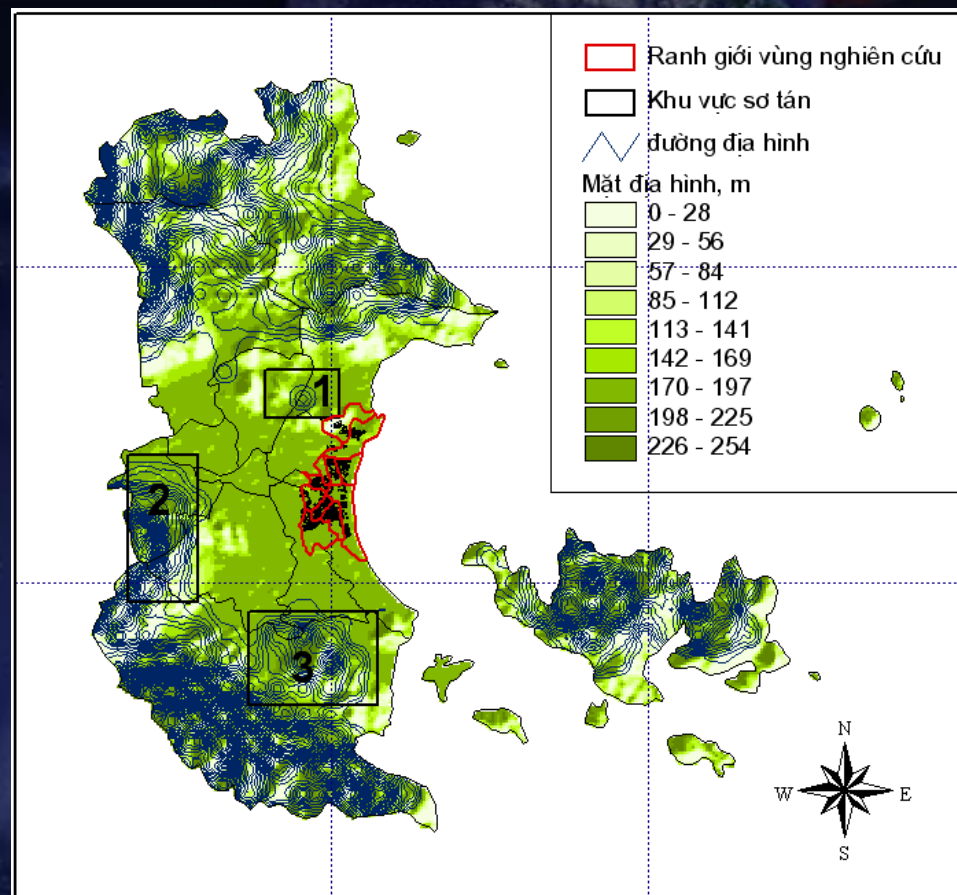 Ranh giới vùng nghiên cứu
Khu vực sơ tán
đường địa hình
Mặt địa hình, m
0 - 28
29 - 56
57 - 84
85 - 112
113 - 141
142 - 169
170 - 197
198 - 225
226 - 254
1
2
3
N
W E
S